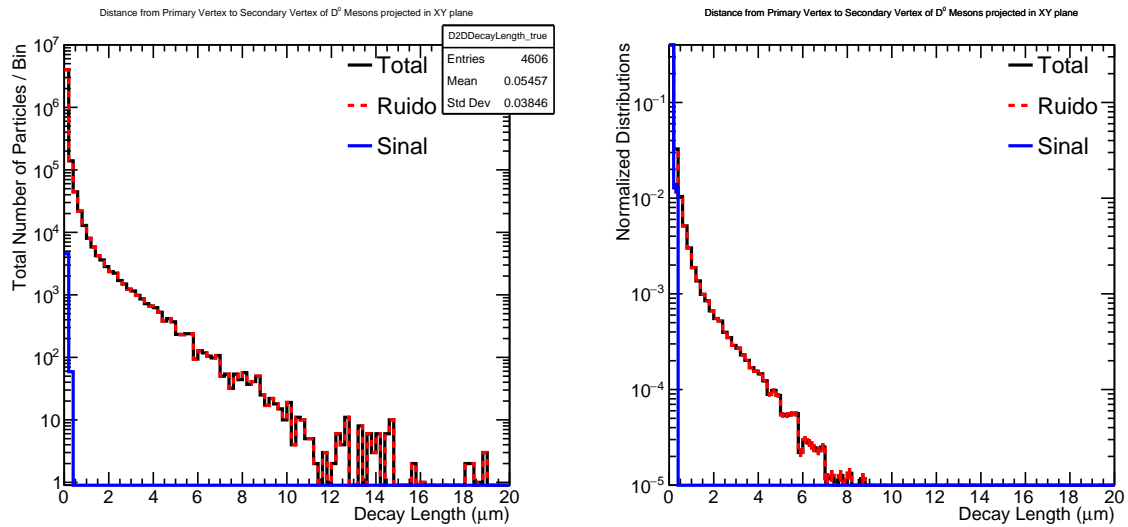 Distance from Primary Vertex to Secondary Vertex of D⁰ Mesons projected in XY plane
D2DDecayLength_true
Entries 4606
Mean 0.05457
Std Dev 0.03846
Total
Ruido
Sinal
Total Number of Particles / Bin
10⁷
10⁶
10⁵
10⁴
10³
10²
10
1
0 2 4 6 8 10 12 14 16 18 20
Decay Length (μm)
Distance from Primary Vertex to Secondary Vertex of D⁰ Mesons projected in XY plane
Total
Ruido
Sinal
Normalized Distributions
10⁻¹
10⁻²
10⁻³
10⁻⁴
10⁻⁵
0 2 4 6 8 10 12 14 16 18 20
Decay Length (μm)